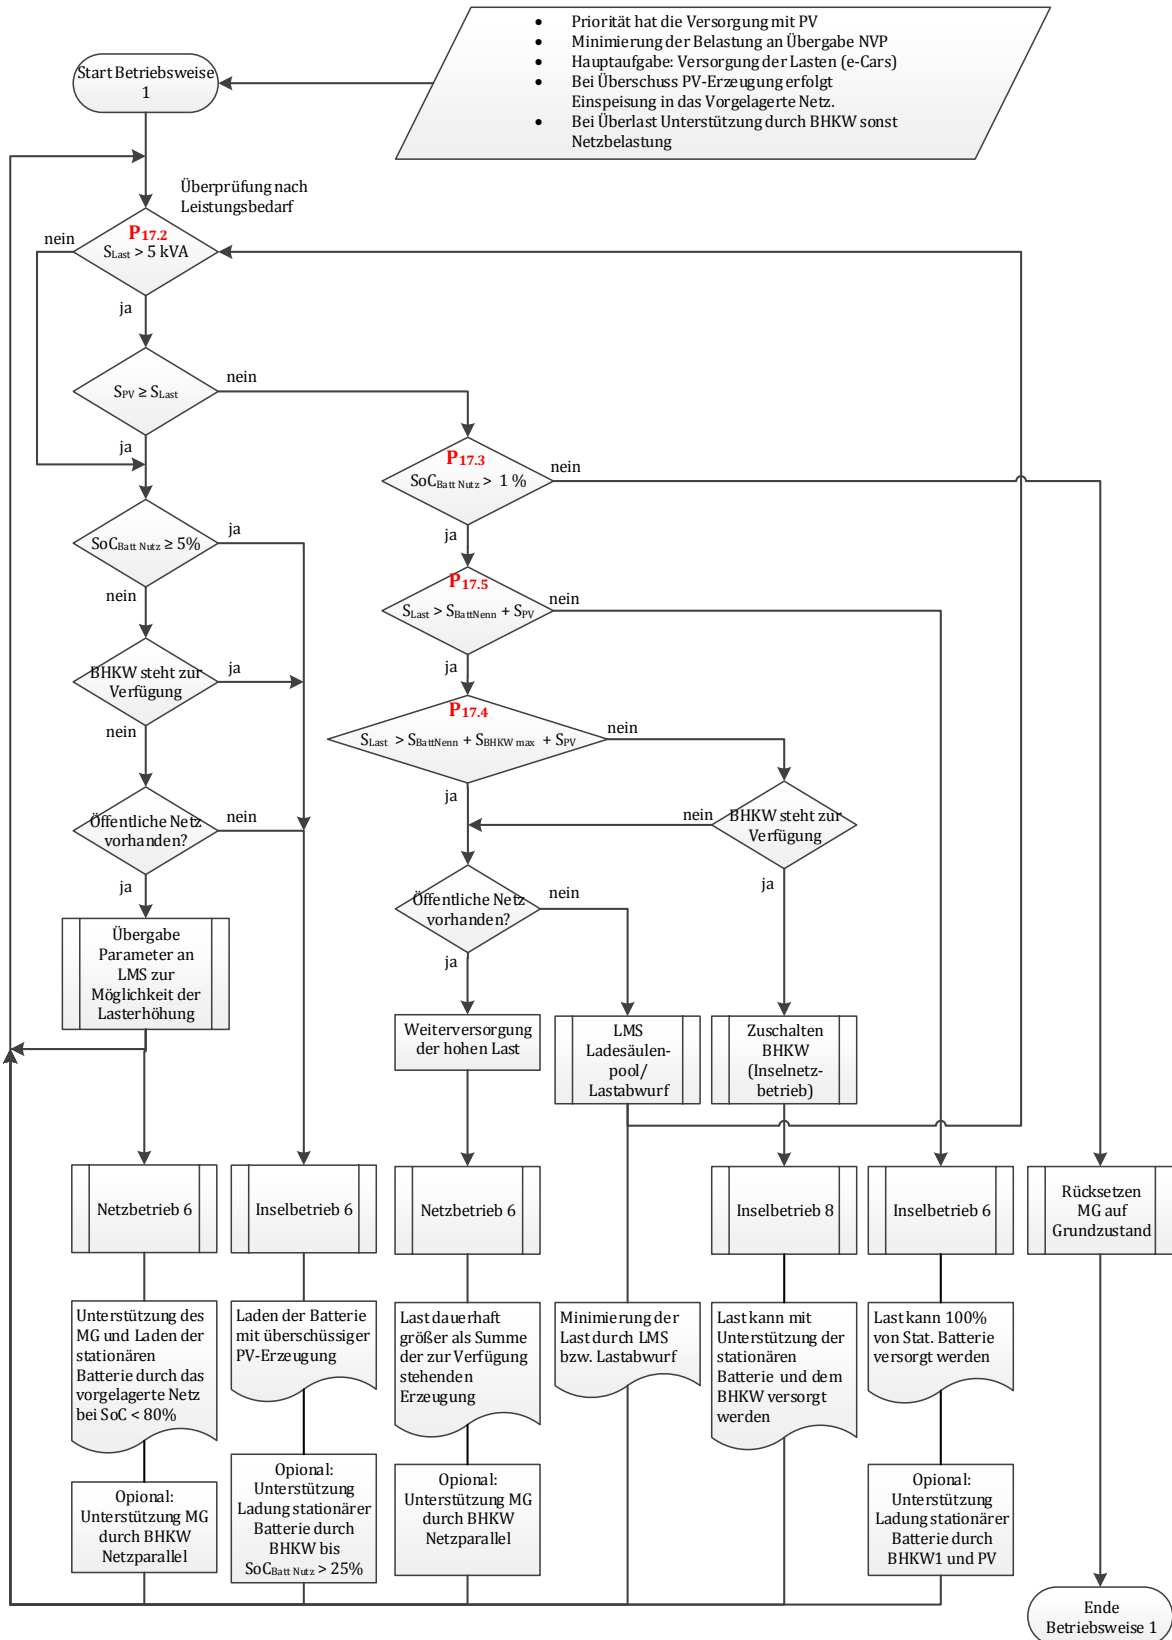 • Priorität hat die Versorgung mit PV
• Minimierung der Belastung an Übergabe NVP
• Hauptaufgabe: Versorgung der Lasten (e-Cars)
• Bei Überschuss PV-Erzeugung erfolgt
Einspeisung in das Vorgelagerte Netz.
• Bei Überlast Unterstützung durch BHKW sonst
Netzbelastung
Start Betriebsweise
1
Überprüfung nach
Leistungsbedarf
nein
P17.2
SLast > 5 kVA
ja
SPV ≥ SLast
nein
ja
P17.3
SoCBatt Nutz > 1 %
nein
ja
SoCBatt Nutz ≥ 5%
ja
nein
P17.5
SLast > SBattNenn + SPV
nein
ja
BHKW steht zur
Verfügung
ja
nein
P17.4
SLast > SBattNenn + SBHKW max + SPV
nein
ja
Öffentliche Netz
vorhanden?
nein
ja
nein
BHKW steht zur
Verfügung
ja
Öffentliche Netz
vorhanden?
nein
ja
Übergabe
Parameter an
LMS zur
Möglichkeit der
Lasterhöhung
Weiterversorgung
der hohen Last
LMS
Ladesäulen-
pool/
Lastabwurf
Zuschalten
BHKW
(Inselnetz-
betrieb)
Netzbetrieb 6
Inselbetrieb 6
Netzbetrieb 6
Inselbetrieb 8
Inselbetrieb 6
Rücksetzen
MG auf
Grundzustand
Unterstützung des
MG und Laden der
stationären
Batterie durch das
vorgelagerte Netz
bei SoC < 80%
Laden der Batterie
mit überschüssiger
PV-Erzeugung
Last dauerhaft
größer als Summe
der zur Verfügung
stehenden
Erzeugung
Minimierung der
Last durch LMS
bzw. Lastabwurf
Last kann mit
Unterstützung der
stationären
Batterie und dem
BHKW versorgt
werden
Last kann 100%
von Stat. Batterie
versorgt werden
Opional:
Unterstützung MG
durch BHKW
Netzparallel
Opional:
Unterstützung
Ladung stationärer
Batterie durch
BHKW bis
SoCBatt Nutz > 25%
Opional:
Unterstützung MG
durch BHKW
Netzparallel
Opional:
Unterstützung
Ladung stationärer
Batterie durch
BHKW1 und PV
Ende
Betriebsweise 1